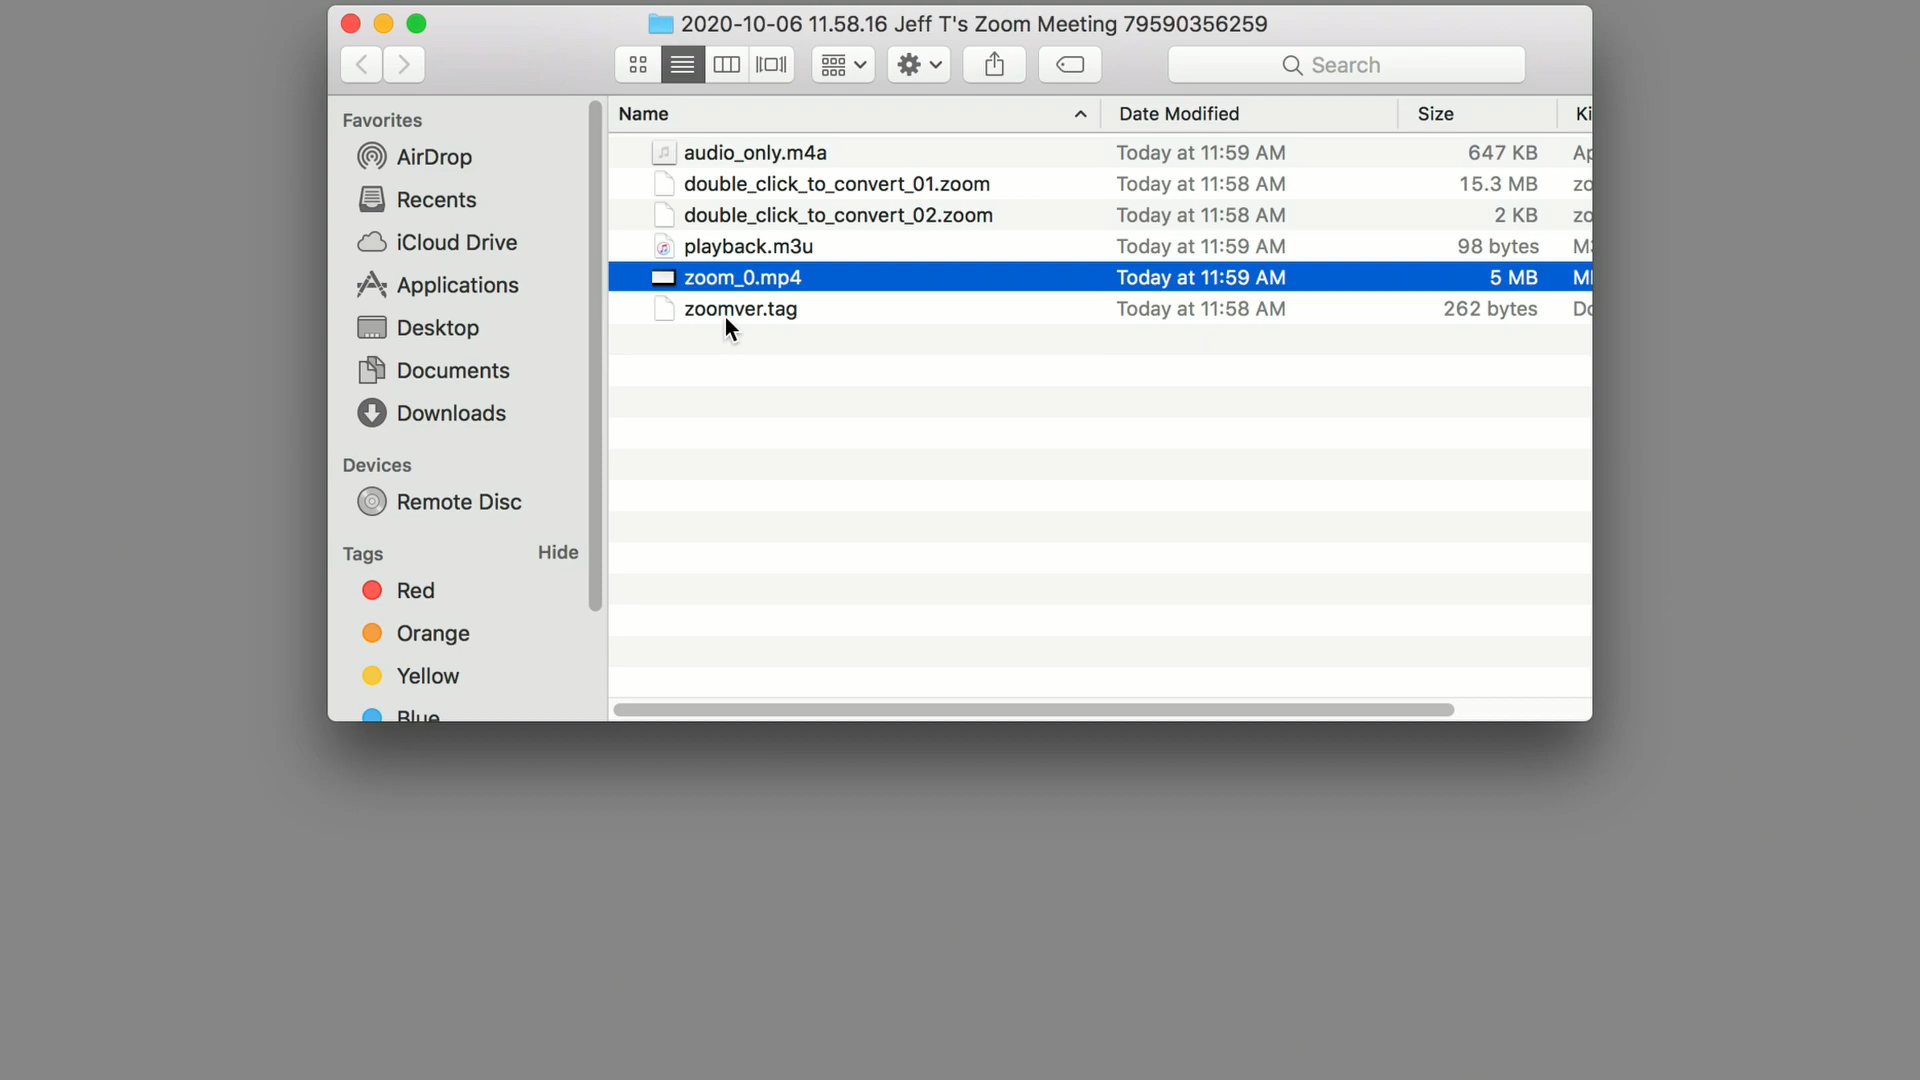 2020-10-06 11.58.16 Jeff T's Zoom Meeting 79590356259
Search
Favorites
AirDrop
Recents
iCloud Drive
Applications
Desktop
Documents
Downloads
Devices
Remote Disc
Tags Hide
Red
Orange
Yellow
Blue
Name Date Modified Size Ki
audio_only.m4a Today at 11:59 AM 647 KB Ap
double_click_to_convert_01.zoom Today at 11:58 AM 15.3 MB zo
double_click_to_convert_02.zoom Today at 11:58 AM 2 KB zo
playback.m3u Today at 11:59 AM 98 bytes M
zoom_0.mp4 Today at 11:59 AM 5 MB M
zoomver.tag Today at 11:58 AM 262 bytes Do